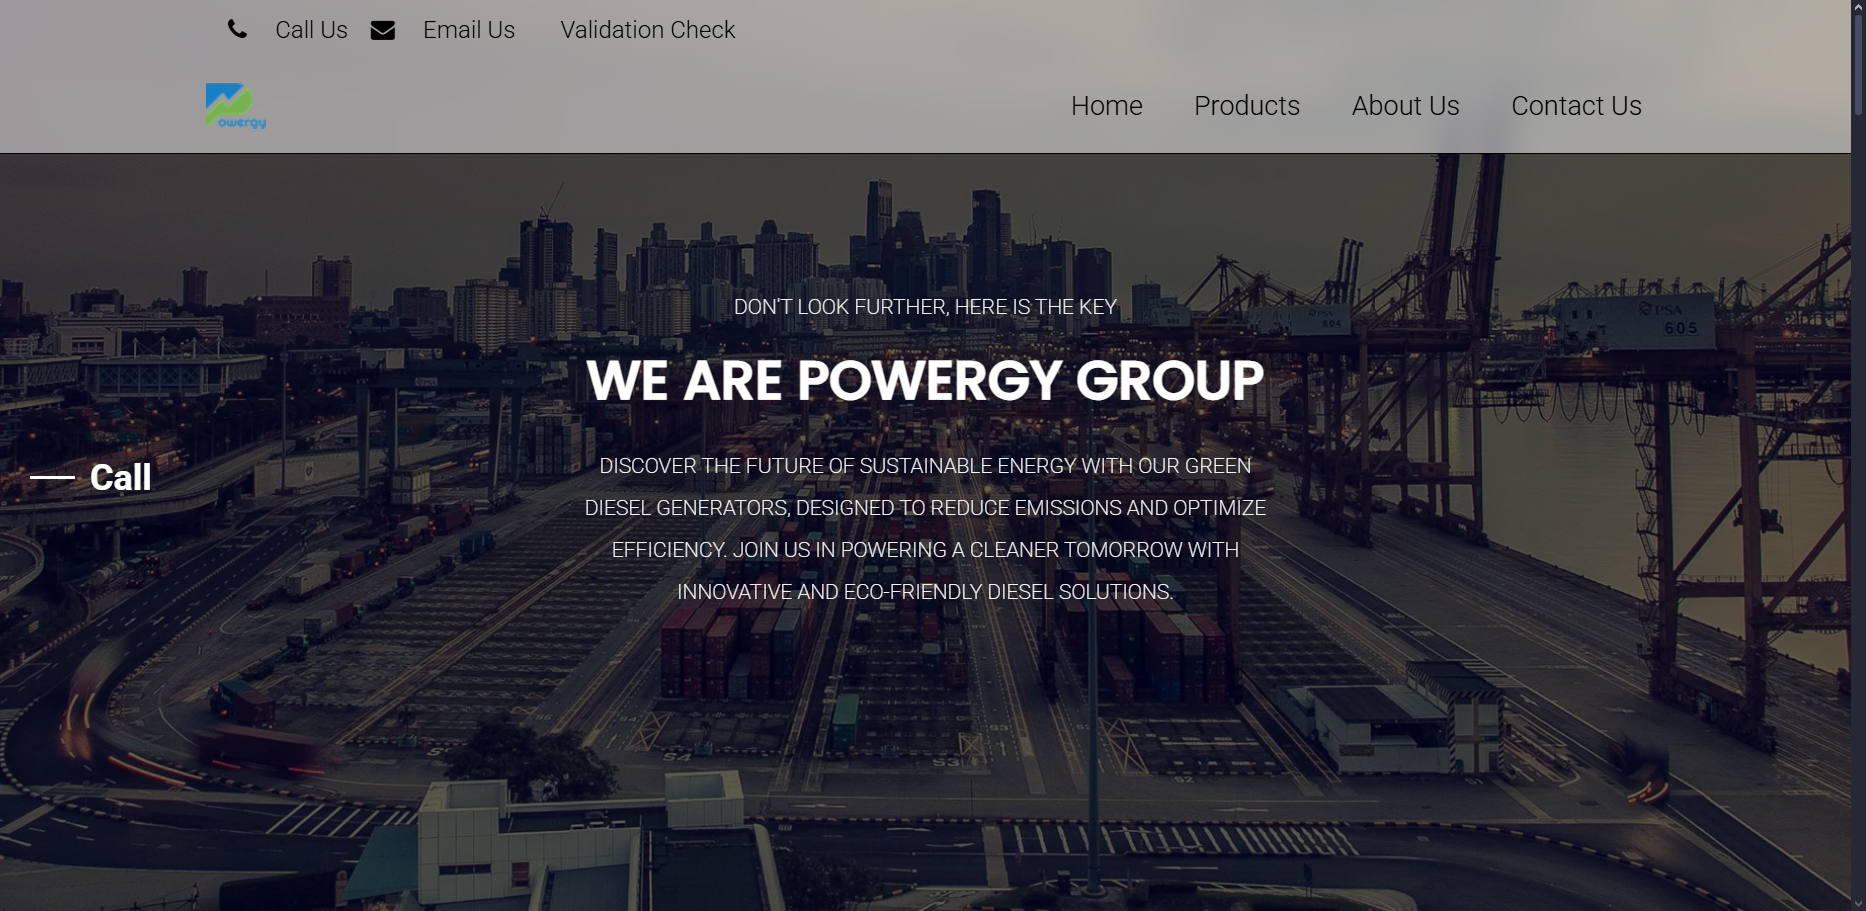 Call Us Email Us Validation Check
owergy
Home Products About Us Contact Us
DON'T LOOK FURTHER, HERE IS THE KEY
WE ARE POWERGY GROUP
DISCOVER THE FUTURE OF SUSTAINABLE ENERGY WITH OUR GREEN
DIESEL GENERATORS, DESIGNED TO REDUCE EMISSIONS AND OPTIMIZE
EFFICIENCY. JOIN US IN POWERING A CLEANER TOMORROW WITH
INNOVATIVE AND ECO-FRIENDLY DIESEL SOLUTIONS.
Call
PSA
604
PSA
605
S4
S3